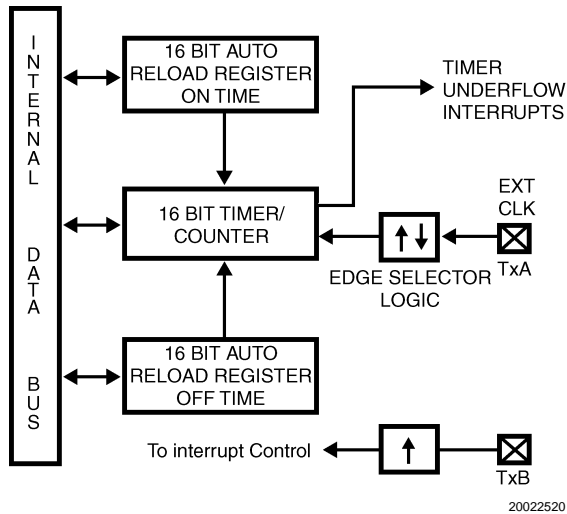 INTERNAL DATA BUS
16 BIT AUTO
RELOAD REGISTER
ON TIME
TIMER
UNDERFLOW
INTERRUPTS
16 BIT TIMER/
COUNTER
EXT
CLK
TxA
EDGE SELECTOR
LOGIC
16 BIT AUTO
RELOAD REGISTER
OFF TIME
To interrupt Control
TxB
20022520